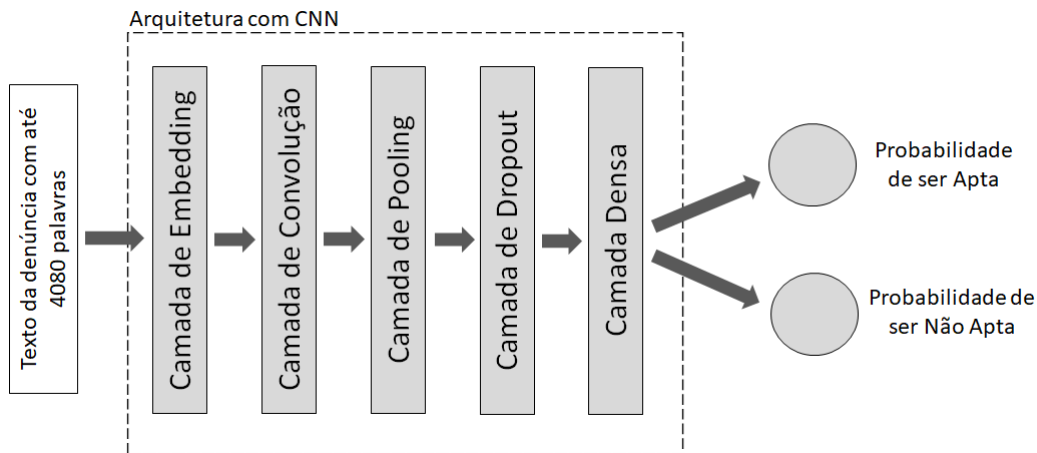 Arquitetura com CNN
Texto da denúncia com até
4080 palavras
Camada de Embedding
Camada de Convolução
Camada de Pooling
Camada de Dropout
Camada Densa
Probabilidade
de ser Apta
Probabilidade de
ser Não Apta